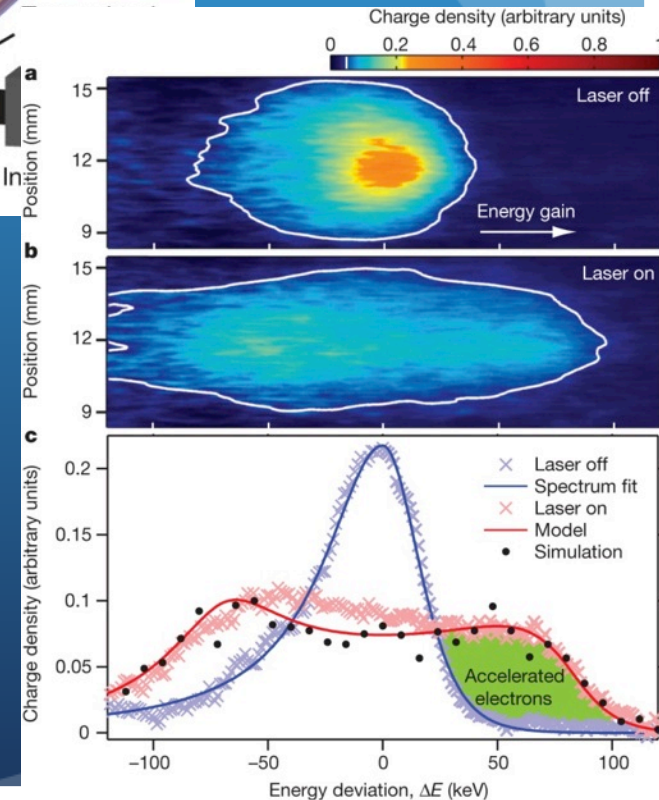 Charge density (arbitrary units)
0 0.2 0.4 0.6 0.8 1
a
15
12
9
Position (mm)
Laser off
Energy gain
In
b
15
12
9
Position (mm)
Laser on
c
0.2
0.15
0.1
0.05
0
Charge density (arbitrary units)
Laser off
Spectrum fit
Laser on
Model
Simulation
Accelerated
electrons
−100 −50 0 50 100
Energy deviation, ΔE (keV)